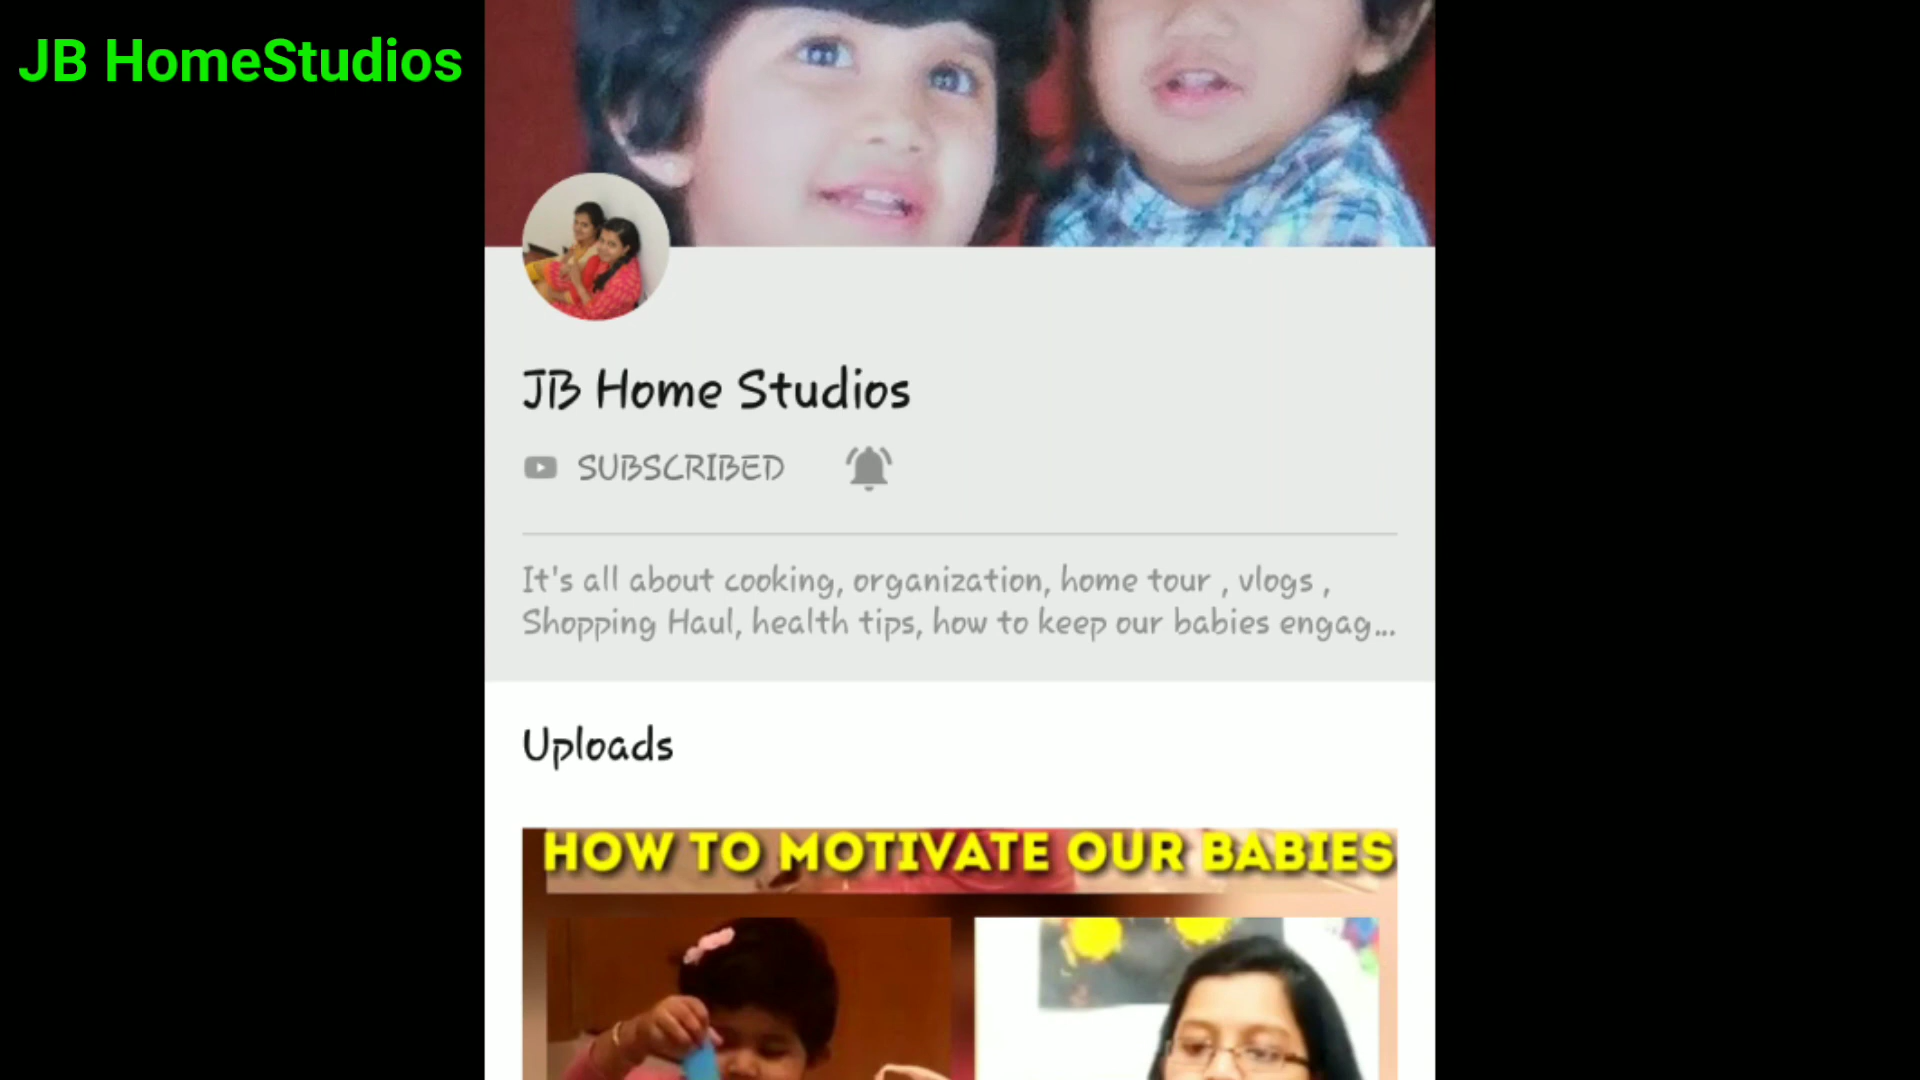 JB HomeStudios
JB Home Studios
SUBSCRIBED
It's all about cooking, organization, home tour , vlogs ,
Shopping Haul, health tips, how to keep our babies engag...
Uploads
HOW TO MOTIVATE OUR BABIES